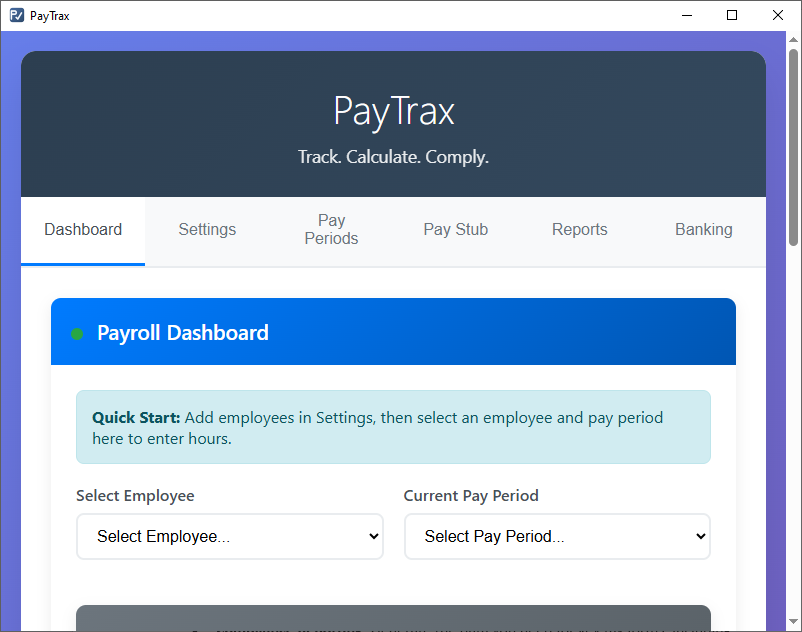 PayTrax
PayTrax
Track. Calculate. Comply.
Dashboard
Settings
Pay
Periods
Pay Stub
Reports
Banking
Payroll Dashboard
Quick Start: Add employees in Settings, then select an employee and pay period
here to enter hours.
Select Employee
Current Pay Period
Select Employee...
Select Pay Period...